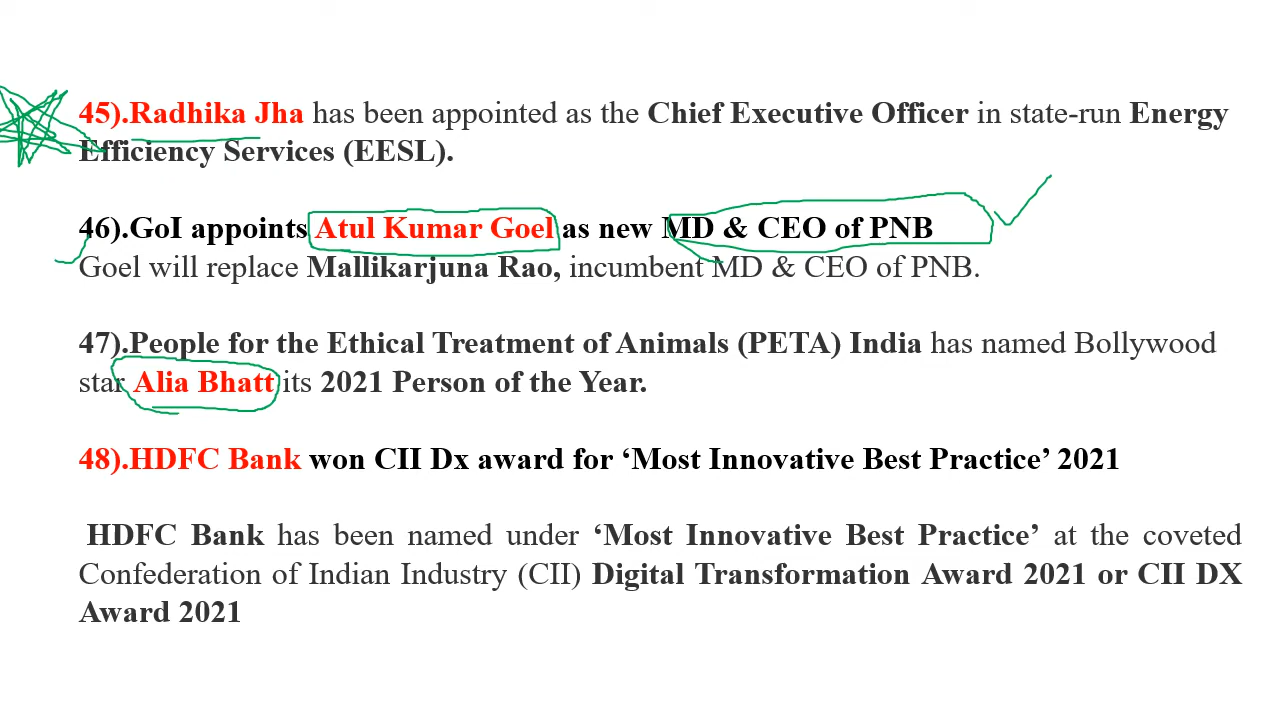 45).Radhika Jha has been appointed as the Chief Executive Officer in state-run Energy
Efficiency Services (EESL).
46).GoI appoints Atul Kumar Goel as new MD & CEO of PNB
Goel will replace Mallikarjuna Rao, incumbent MD & CEO of PNB.
47).People for the Ethical Treatment of Animals (PETA) India has named Bollywood
star Alia Bhatt its 2021 Person of the Year.
48).HDFC Bank won CII Dx award for ‘Most Innovative Best Practice’ 2021
HDFC Bank has been named under ‘Most Innovative Best Practice’ at the coveted
Confederation of Indian Industry (CII) Digital Transformation Award 2021 or CII DX
Award 2021